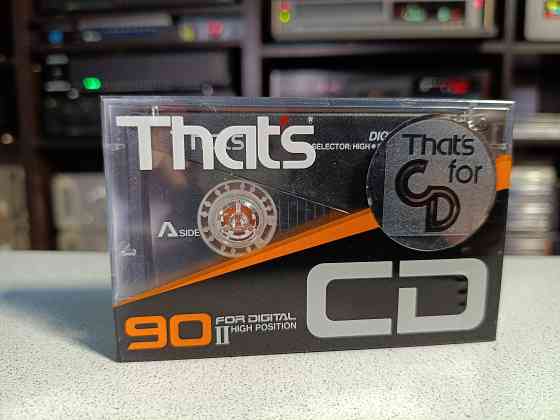 That's
DIG
SELECTOR: HIGH
That's
for
CD
A SIDE
90 FOR DIGITAL
II HIGH POSITION
CD